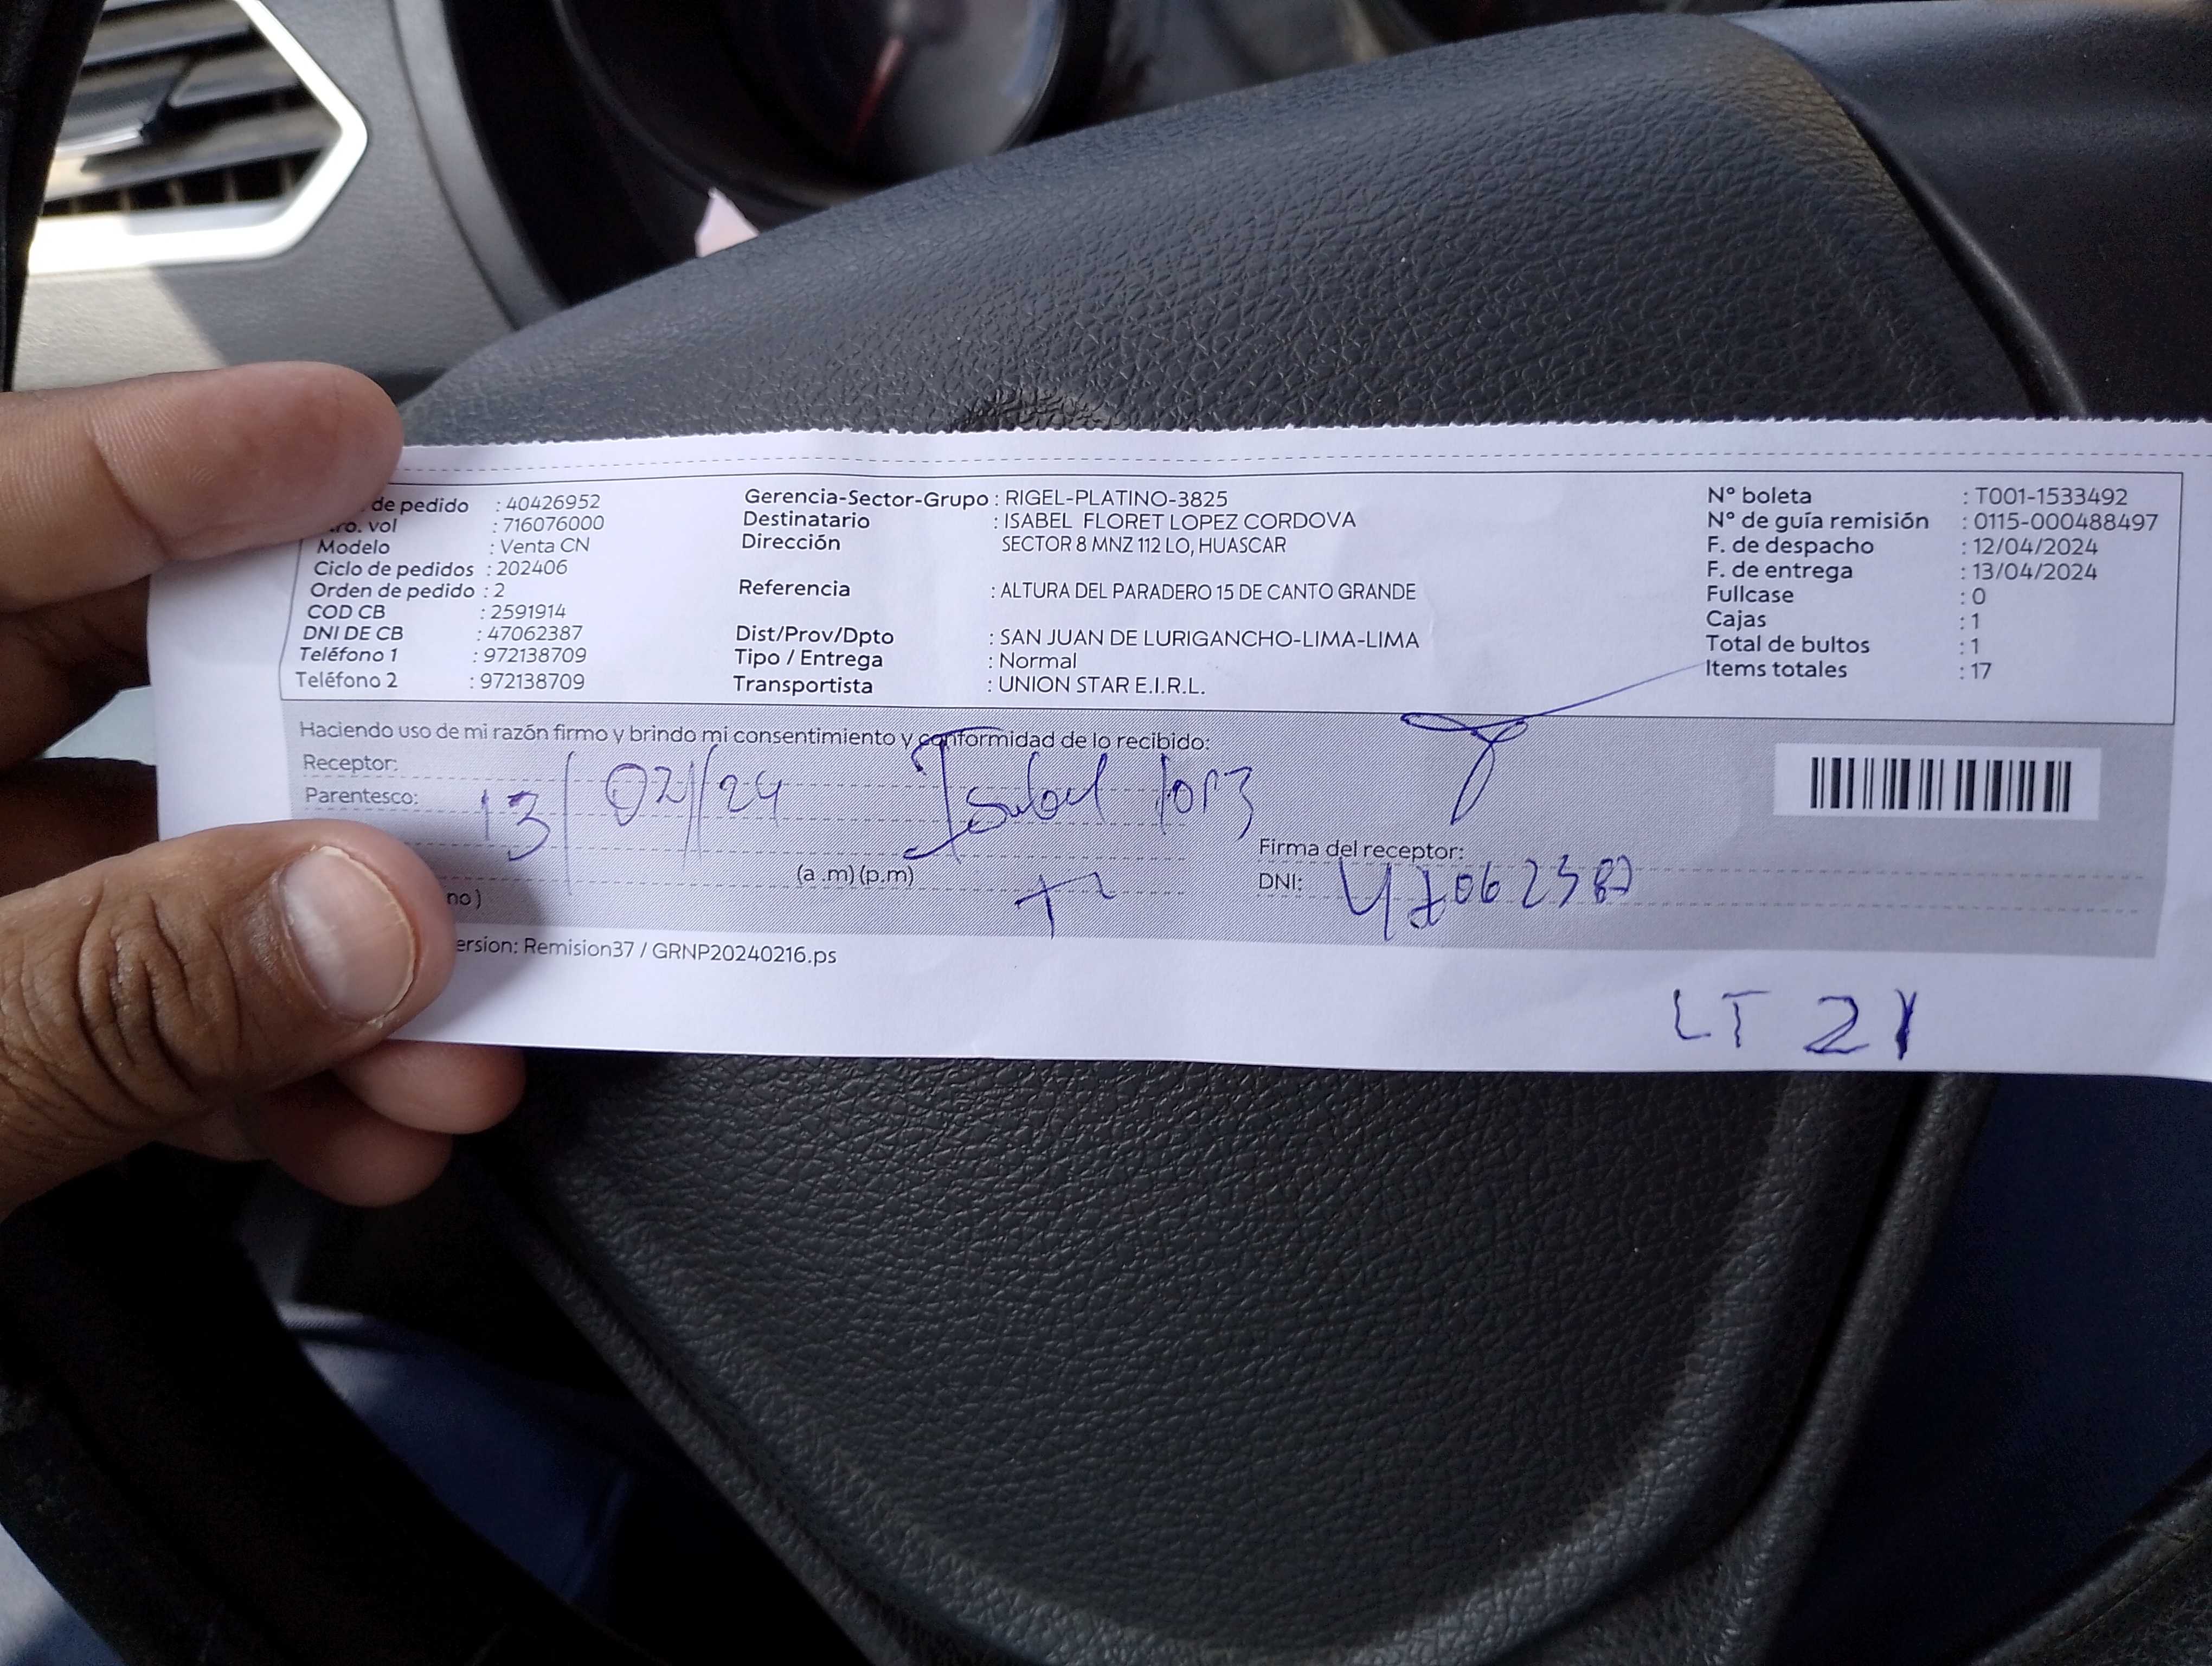 de pedido : 40426952
ro. vol : 716076000
Modelo : Venta CN
Ciclo de pedidos : 202406
Orden de pedido : 2
COD CB : 2591914
DNI DE CB : 47062387
Teléfono 1 : 972138709
Teléfono 2 : 972138709
Gerencia-Sector-Grupo : RIGEL-PLATINO-3825
Destinatario : ISABEL FLORET LOPEZ CORDOVA
Dirección SECTOR 8 MNZ 112 LO, HUASCAR
Referencia : ALTURA DEL PARADERO 15 DE CANTO GRANDE
Dist/Prov/Dpto : SAN JUAN DE LURIGANCHO-LIMA-LIMA
Tipo / Entrega : Normal
Transportista : UNION STAR E.I.R.L.
Nº boleta : T001-1533492
Nº de guía remisión : 0115-000488497
F. de despacho : 12/04/2024
F. de entrega : 13/04/2024
Fullcase : 0
Cajas : 1
Total de bultos : 1
Items totales : 17
Haciendo uso de mi razón firmo y brindo mi consentimiento y conformidad de lo recibido:
Receptor:
Parentesco: 13/ /24 Isabel
(a .m) (p.m)
no)
Firma del receptor:
DNI: 47062387
ersion: Remision37 / GRNP20240216.ps
LT 21